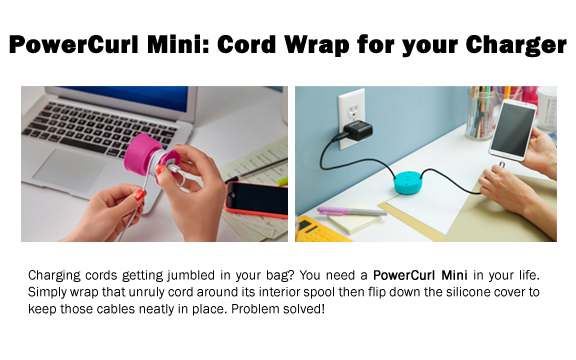 PowerCurl Mini: Cord Wrap for your Charger
Charging cords getting jumbled in your bag? You need a PowerCurl Mini in your life.
Simply wrap that unruly cord around its interior spool then flip down the silicone cover to
keep those cables neatly in place. Problem solved!